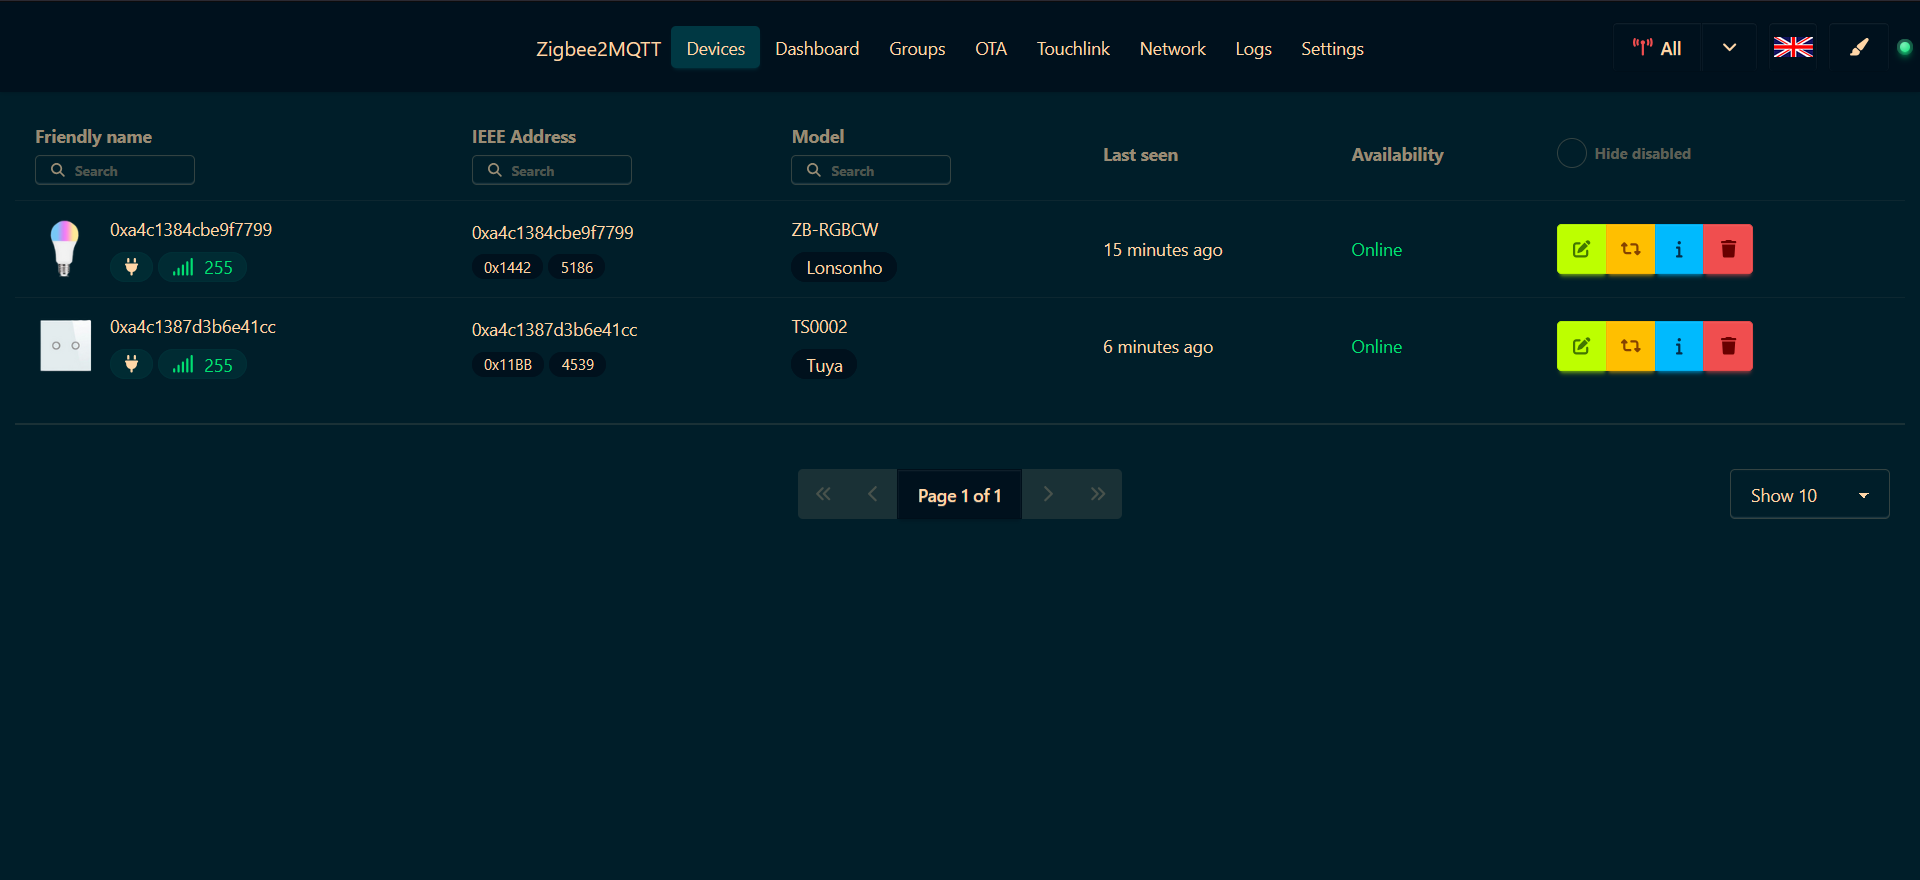 Zigbee2MQTT Devices Dashboard Groups OTA Touchlink Network Logs Settings All
Friendly name IEEE Address Model Last seen Availability Hide disabled
Search Search Search
0xa4c1384cbe9f7799 0xa4c1384cbe9f7799 ZB-RGBCW 15 minutes ago Online
255 0x1442 5186 Lonsonho
0xa4c1387d3b6e41cc 0xa4c1387d3b6e41cc TS0002 6 minutes ago Online
255 0x11BB 4539 Tuya
Page 1 of 1 Show 10